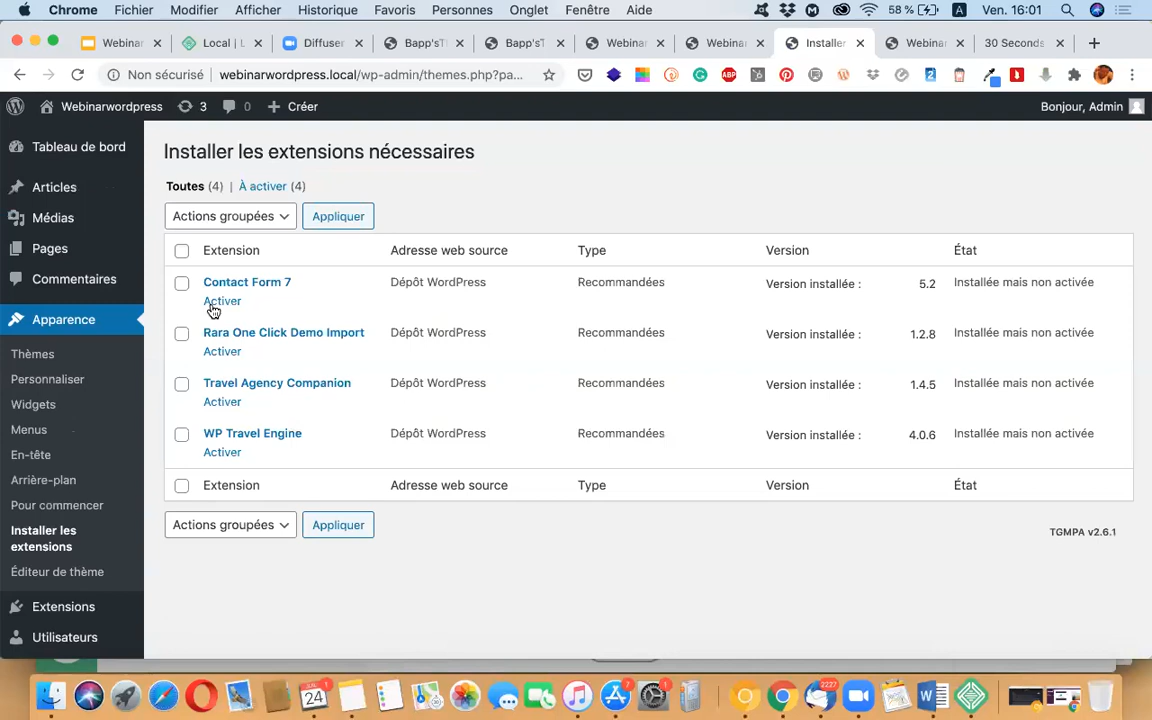 Chrome Fichier Modifier Afficher Historique Favoris Personnes Onglet Fenêtre Aide 58 % A Ven. 16:01
Webinar Local | L Diffuser Bapp'sT Bapp'sT Webinar Webinar Installer Webinar 30 Seconds
Non sécurisé webinarwordpress.local/wp-admin/themes.php?pa... ABP 2
Webinarwordpress 3 0 Créer Bonjour, Admin
Tableau de bord
Articles
Médias
Pages
Commentaires
Apparence
Thèmes
Personnaliser
Widgets
Menus
En-tête
Arrière-plan
Pour commencer
Installer les
extensions
Éditeur de thème
Extensions
Utilisateurs
Installer les extensions nécessaires
Toutes (4) | À activer (4)
Actions groupées Appliquer
Extension Adresse web source Type Version État
Contact Form 7 Dépôt WordPress Recommandées Version installée : 5.2 Installée mais non activée
Activer
Rara One Click Demo Import Dépôt WordPress Recommandées Version installée : 1.2.8 Installée mais non activée
Activer
Travel Agency Companion Dépôt WordPress Recommandées Version installée : 1.4.5 Installée mais non activée
Activer
WP Travel Engine Dépôt WordPress Recommandées Version installée : 4.0.6 Installée mais non activée
Activer
Extension Adresse web source Type Version État
Actions groupées Appliquer
TGMPA v2.6.1
24 1 7 2227